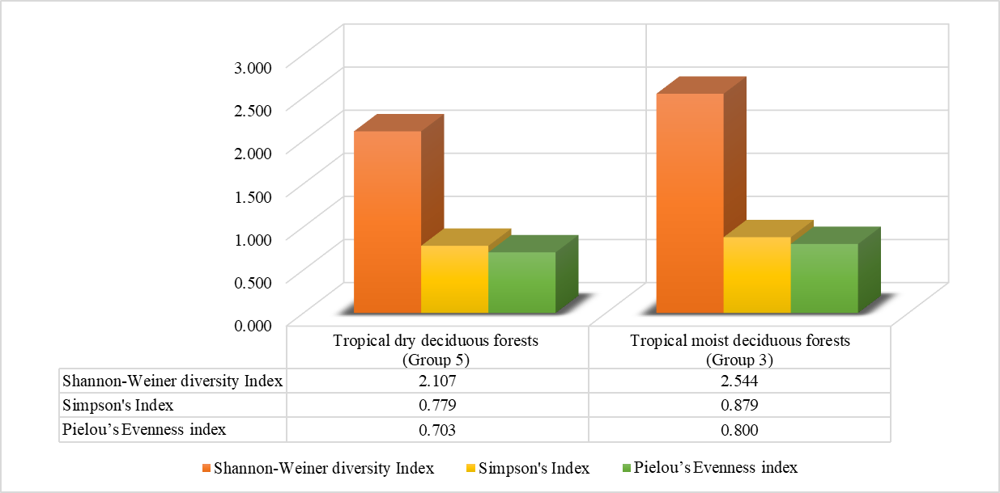 3.000
2.500
2.000
1.500
1.000
0.500
0.000
Tropical dry deciduous forests
(Group 5)
Tropical moist deciduous forests
(Group 3)
Shannon-Weiner diversity Index 2.107 2.544
Simpson's Index 0.779 0.879
Pielou’s Evenness index 0.703 0.800
Shannon-Weiner diversity Index Simpson's Index Pielou’s Evenness index